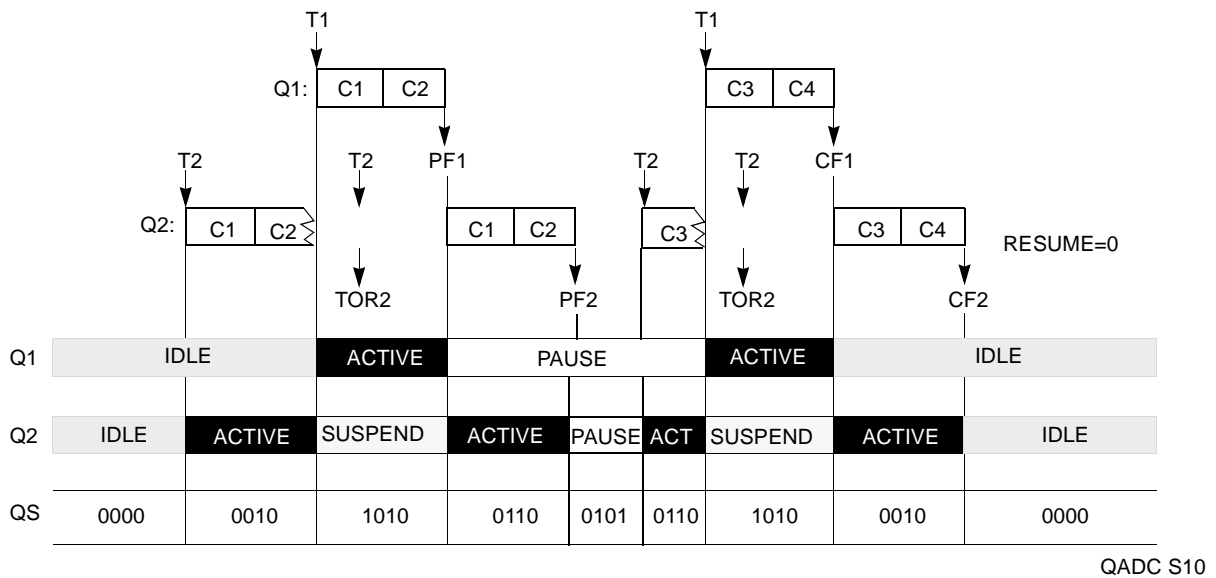 T1 T1
Q1: C1 C2 C3 C4
T2 T2 PF1 T2 T2 CF1
Q2: C1 C2 C1 C2 C3 C3 C4
RESUME=0
TOR2 PF2 TOR2 CF2
Q1 IDLE ACTIVE PAUSE ACTIVE IDLE
Q2 IDLE ACTIVE SUSPEND ACTIVE PAUSE ACT SUSPEND ACTIVE IDLE
QS 0000 0010 1010 0110 0101 0110 1010 0010 0000
QADC S10